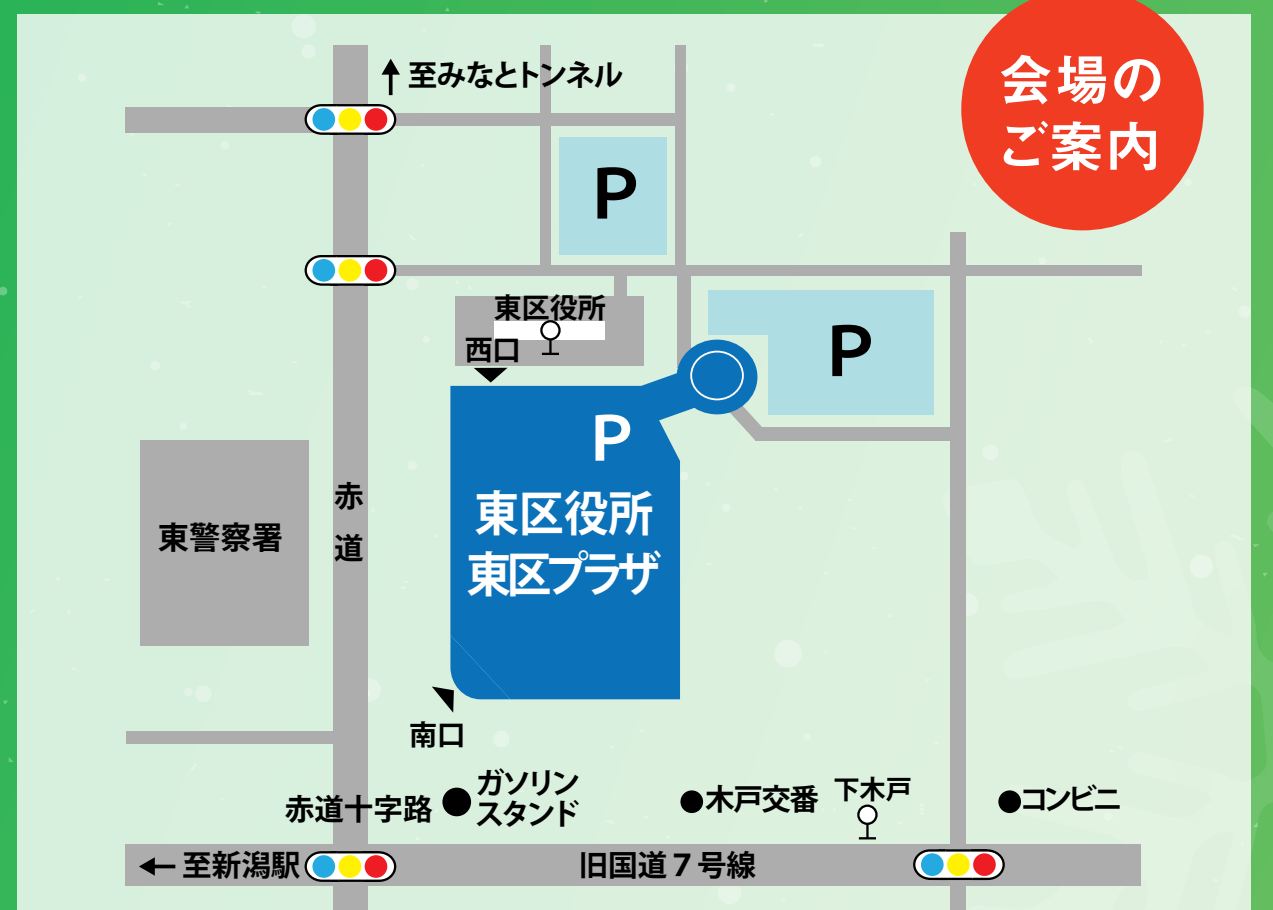 会場の
ご案内
至みなとトンネル
P
東区役所
西口
P
P
東区役所
東区プラザ
東警察署
赤道
南口
赤道十字路
ガソリン
スタンド
木戸交番
下木戸
コンビニ
至新潟駅
旧国道7号線